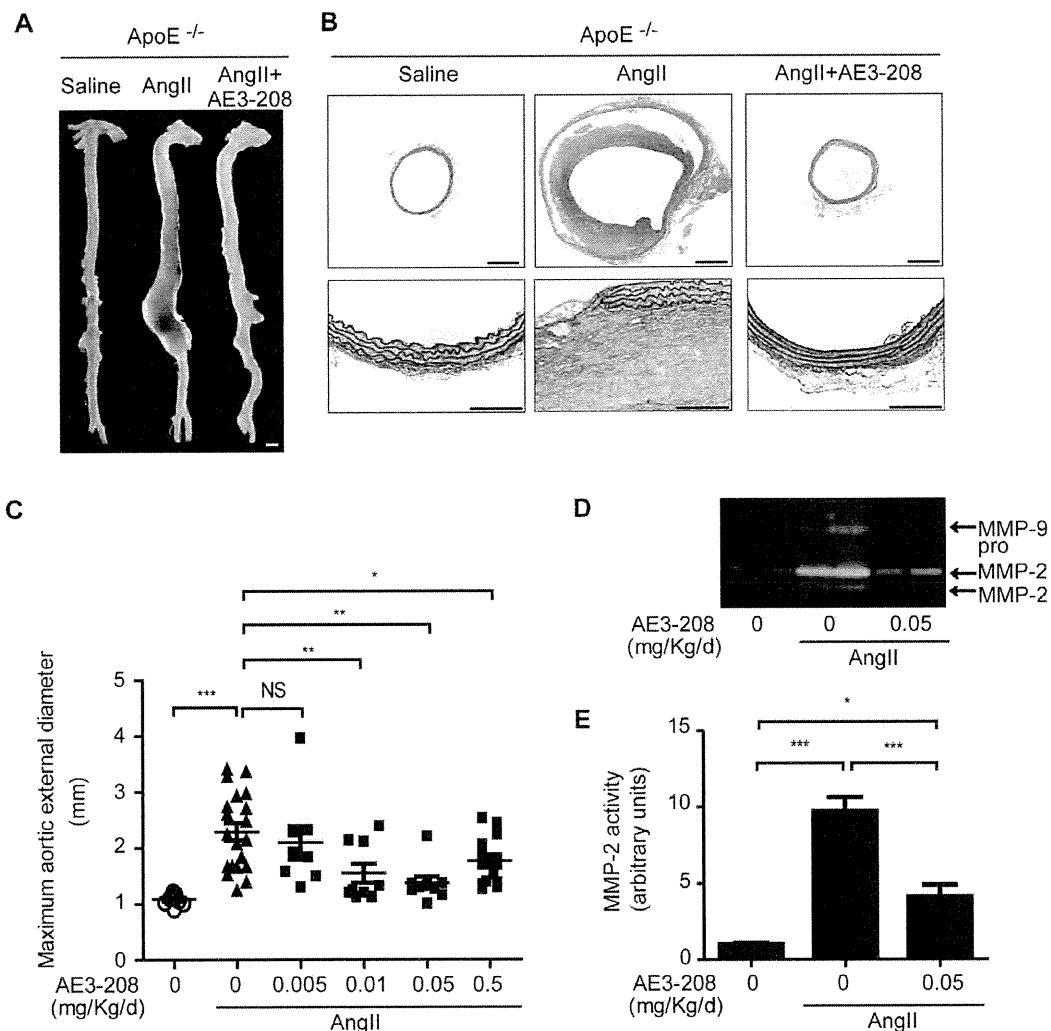 A
ApoE -/-
Saline AngII AngII+
AE3-208
B
ApoE -/-
Saline AngII AngII+AE3-208
C
Maximum aortic external diameter
(mm)
5
4
3
2
1
0
***
NS
**
**
*
AE3-208
(mg/Kg/d)
0 0 0.005 0.01 0.05 0.5
AngII
D
MMP-9
pro
MMP-2
MMP-2
AE3-208
(mg/Kg/d)
0 0 0.05
AngII
E
MMP-2 activity
(arbitrary units)
15
10
5
0
*
*** ***
AE3-208
(mg/Kg/d)
0 0 0.05
AngII